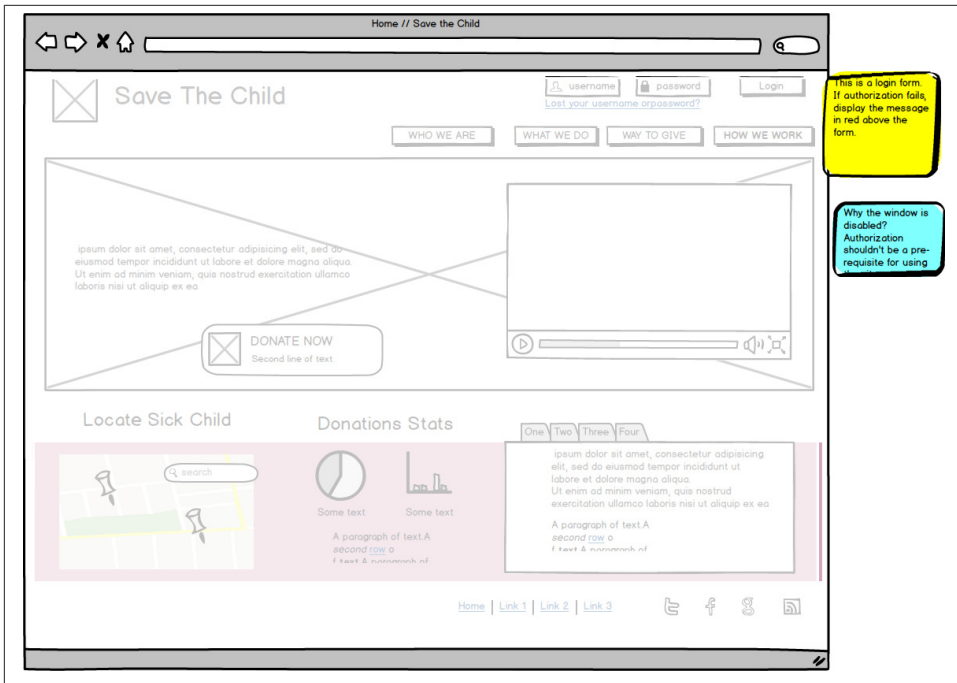 Home // Save the Child
Save The Child
username
password
Login
Lost your username orpassword?
WHO WE ARE
WHAT WE DO
WAY TO GIVE
HOW WE WORK
ipsum dolor sit amet, consectetur adipisicing elit, sed do
eiusmod tempor incididunt ut labore et dolore magna aliqua.
Ut enim ad minim veniam, quis nostrud exercitation ullamco
laboris nisi ut aliquip ex ea
DONATE NOW
Second line of text
Locate Sick Child
search
Donations Stats
Some text
Some text
A paragraph of text.A
second row o
f text.A paragraph of
One
Two
Three
Four
ipsum dolor sit amet, consectetur adipisicing
elit, sed do eiusmod tempor incididunt ut
labore et dolore magna aliqua.
Ut enim ad minim veniam, quis nostrud
exercitation ullamco laboris nisi ut aliquip ex ea
A paragraph of text.A
second row o
f text.A paragraph of
Home | Link 1 | Link 2 | Link 3
This is a login form.
If authorization fails,
display the message
in red above the
form.
Why the window is
disabled?
Authorization
shouldn't be a pre-
requisite for using